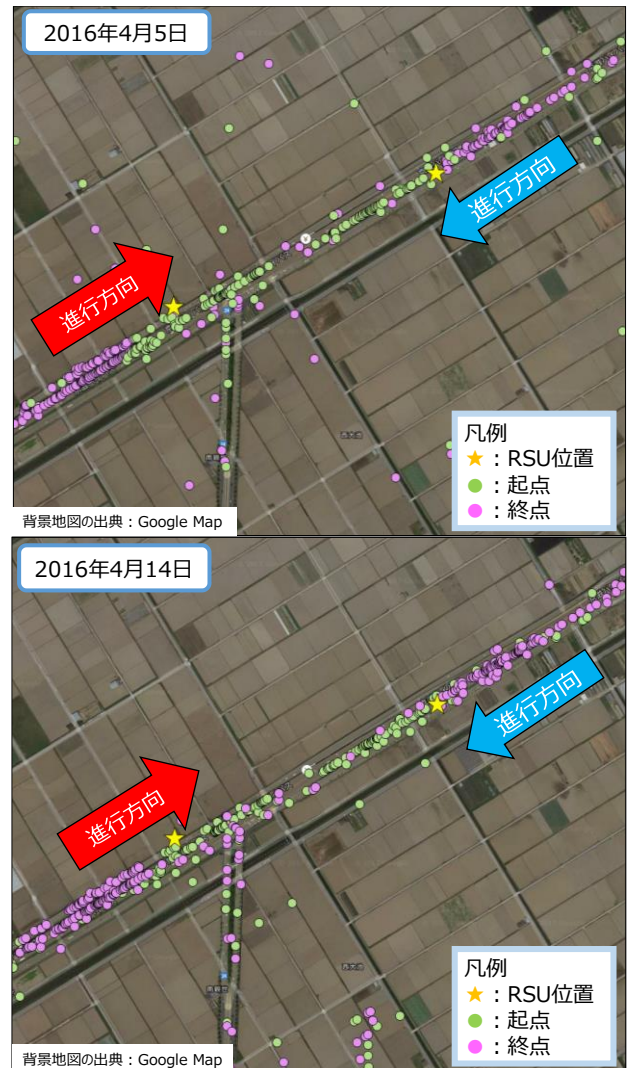 2016年4月5日
進行方向
進行方向
凡例
★：RSU位置
●：起点
●：終点
背景地図の出典：Google Map
2016年4月14日
進行方向
進行方向
凡例
★：RSU位置
●：起点
●：終点
背景地図の出典：Google Map